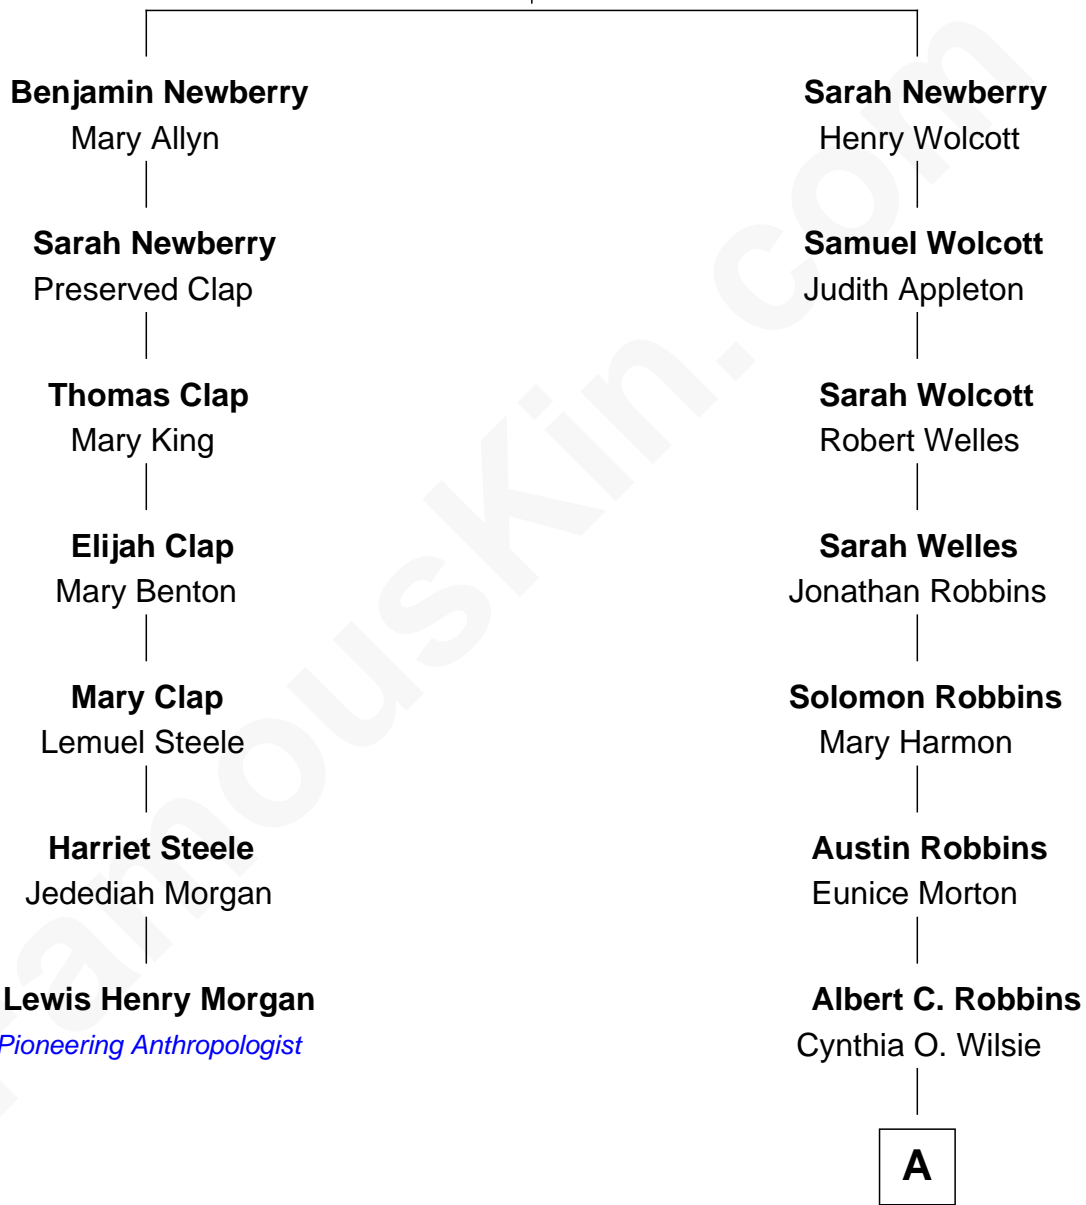 Benjamin Newberry
Mary Allyn
Sarah Newberry
Preserved Clap
Thomas Clap
Mary King
Elijah Clap
Mary Benton
Mary Clap
Lemuel Steele
Harriet Steele
Jedediah Morgan
Lewis Henry Morgan
Pioneering Anthropologist
Sarah Newberry
Henry Wolcott
Samuel Wolcott
Judith Appleton
Sarah Wolcott
Robert Welles
Sarah Welles
Jonathan Robbins
Solomon Robbins
Mary Harmon
Austin Robbins
Eunice Morton
Albert C. Robbins
Cynthia O. Wilsie
A
FamousKin.com